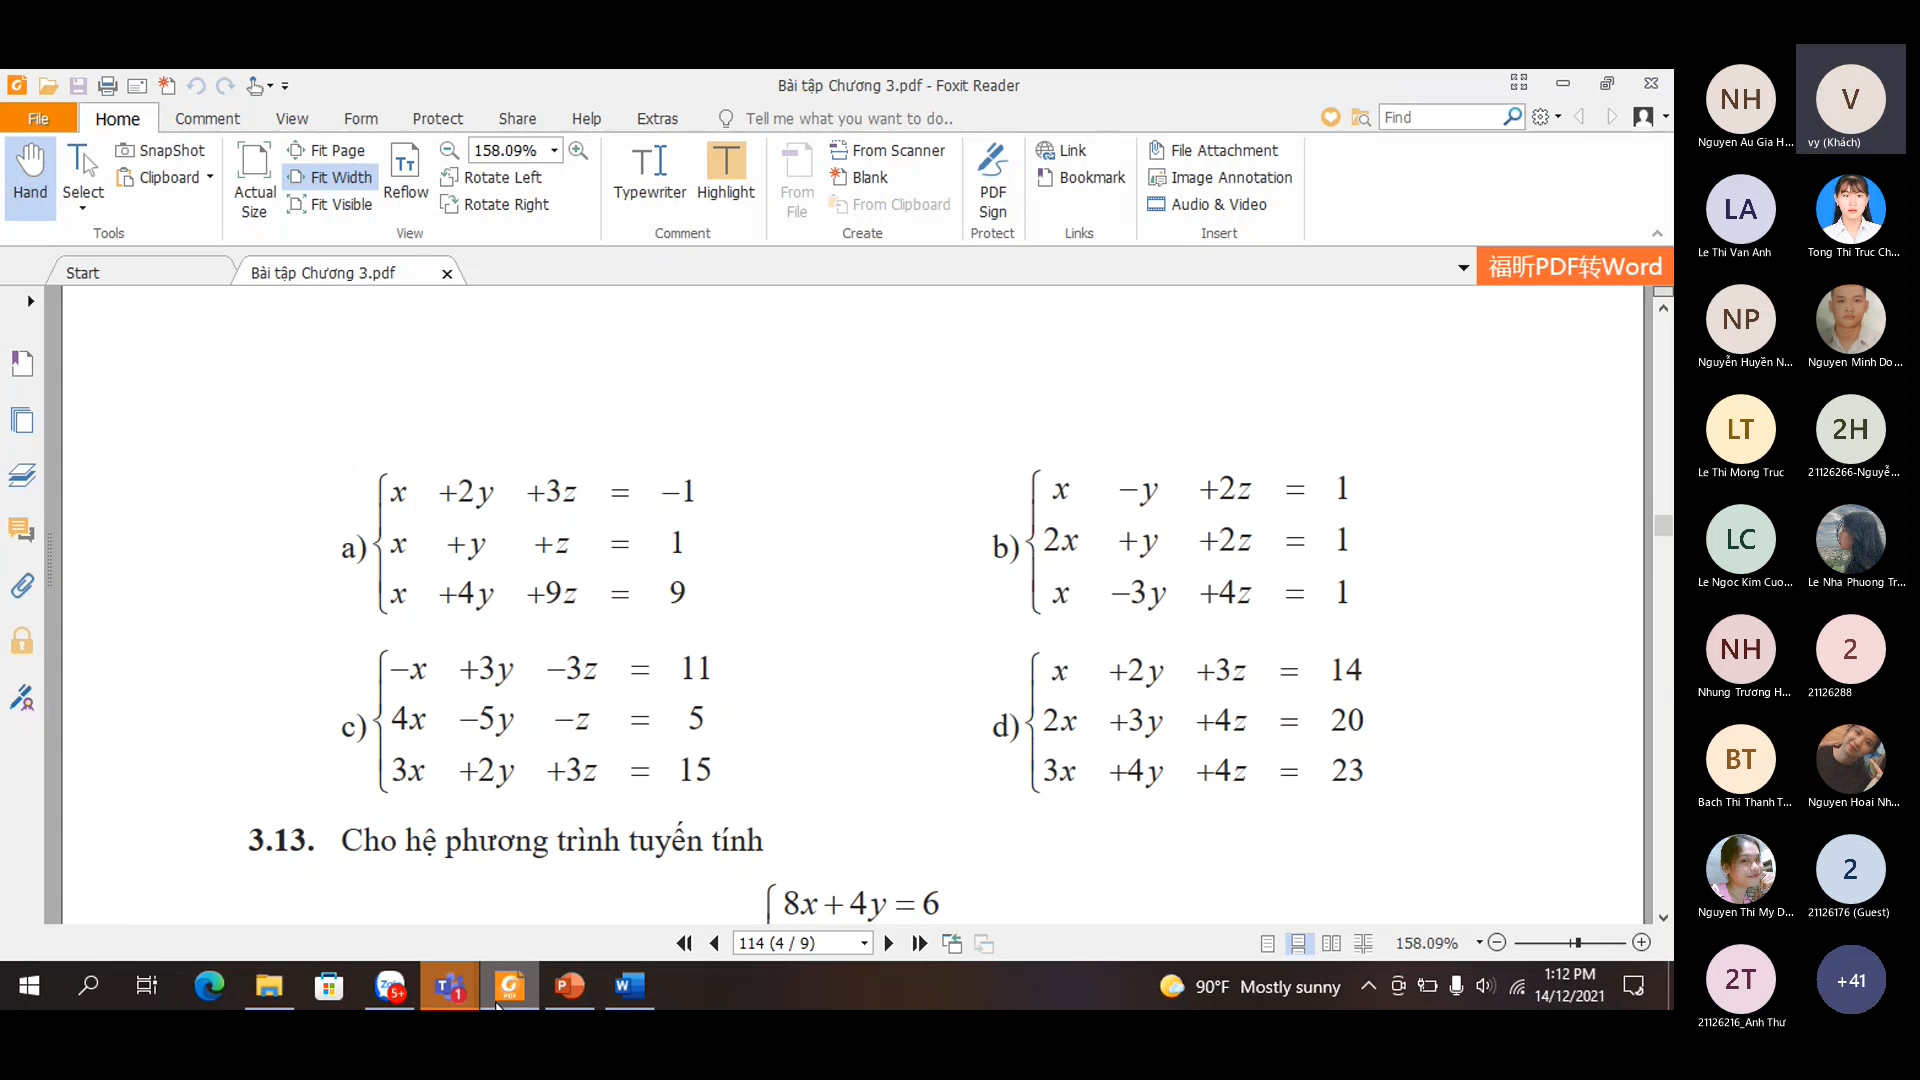 Bài tập Chương 3.pdf - Foxit Reader
File Home Comment View Form Protect Share Help Extras Tell me what you want to do.. Find
Hand
Select
SnapShot
Clipboard
Tools
Actual Size
Fit Page
Fit Width
Fit Visible
Reflow
158.09%
Rotate Left
Rotate Right
View
Typewriter
Highlight
Comment
From File
From Scanner
Blank
From Clipboard
Create
PDF Sign
Protect
Link
Bookmark
Links
File Attachment
Image Annotation
Audio & Video
Insert
Start
Bài tập Chương 3.pdf
福昕PDF转Word
a)
x +2y +3z = −1
x +y +z = 1
x +4y +9z = 9
b)
x −y +2z = 1
2x +y +2z = 1
x −3y +4z = 1
c)
−x +3y −3z = 11
4x −5y −z = 5
3x +2y +3z = 15
d)
x +2y +3z = 14
2x +3y +4z = 20
3x +4y +4z = 23
3.13. Cho hệ phương trình tuyến tính
8x + 4y = 6
114 (4 / 9)
158.09%
5+
1
90°F Mostly sunny
1:12 PM
14/12/2021
NH
Nguyen Au Gia H...
V
vy (Khách)
LA
Le Thi Van Anh
Tong Thi Truc Ch...
NP
Nguyễn Huyền N...
Nguyen Minh Do...
LT
Le Thi Mong Truc
2H
21126266-Nguyễ...
LC
Le Ngoc Kim Cuo...
Le Nha Phuong Tr...
NH
Nhung Trương H...
2
21126288
BT
Bach Thi Thanh T...
Nguyen Hoai Nh...
Nguyen Thi My D...
2
21126176 (Guest)
2T
21126216_Anh Thư
+41